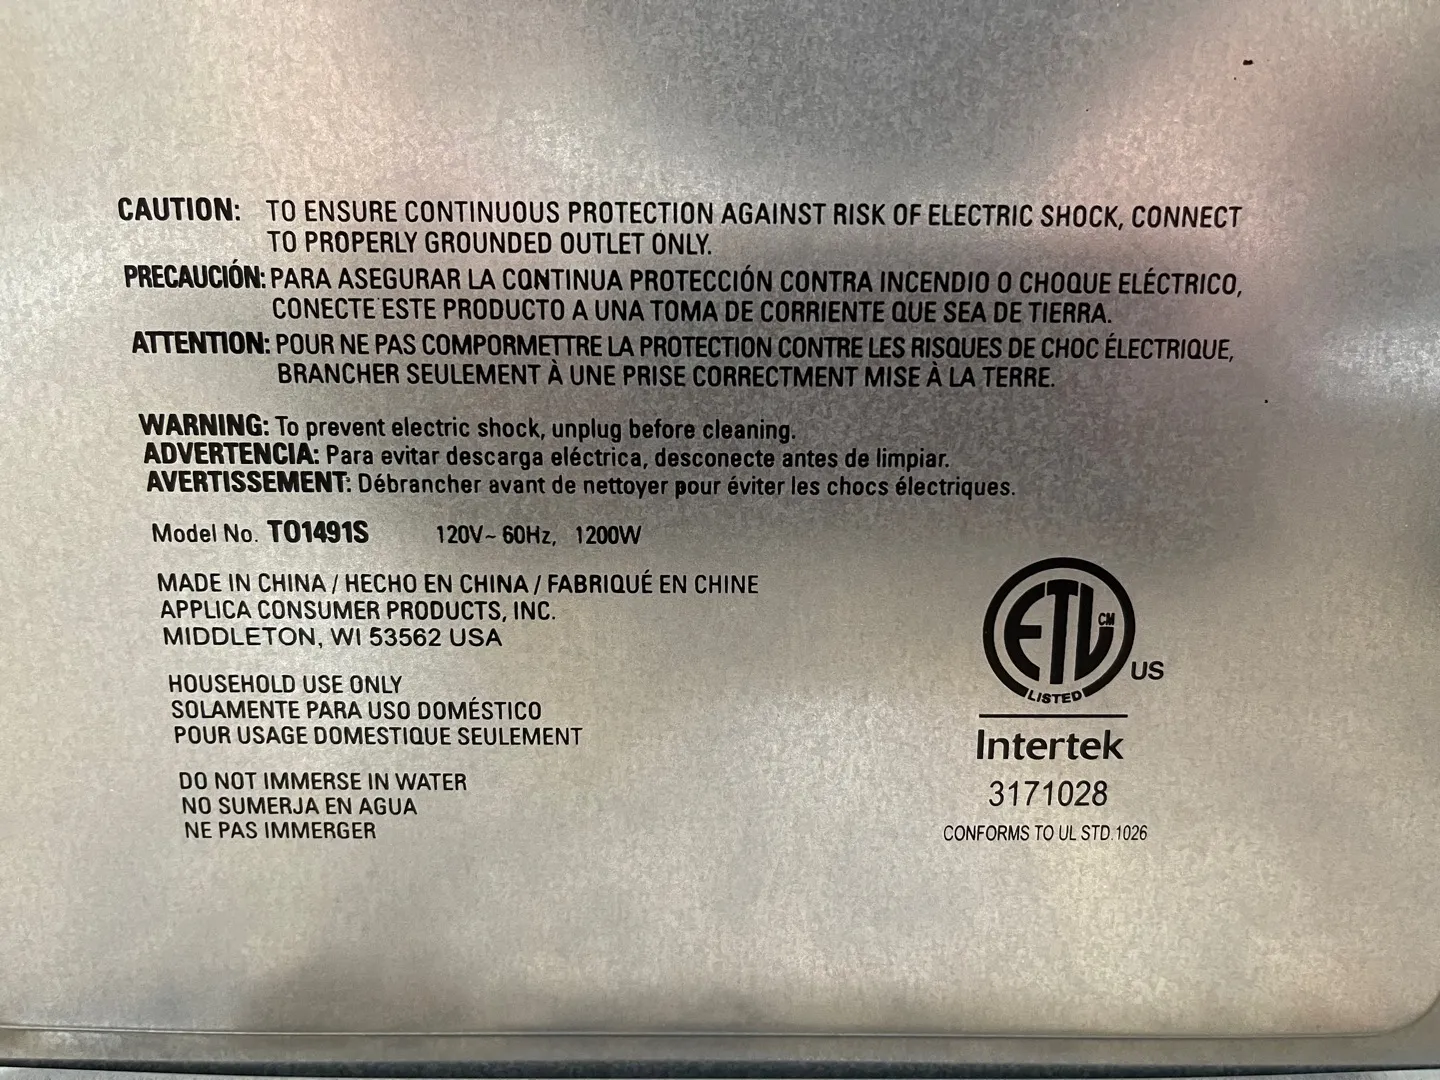 CAUTION: TO ENSURE CONTINUOUS PROTECTION AGAINST RISK OF ELECTRIC SHOCK, CONNECT
TO PROPERLY GROUNDED OUTLET ONLY.
PRECAUCIÓN: PARA ASEGURAR LA CONTINUA PROTECCIÓN CONTRA INCENDIO O CHOQUE ELÉCTRICO,
CONECTE ESTE PRODUCTO A UNA TOMA DE CORRIENTE QUE SEA DE TIERRA.
ATTENTION: POUR NE PAS COMPORMETTRE LA PROTECTION CONTRE LES RISQUES DE CHOC ÉLECTRIQUE,
BRANCHER SEULEMENT À UNE PRISE CORRECTMENT MISE À LA TERRE.
WARNING: To prevent electric shock, unplug before cleaning.
ADVERTENCIA: Para evitar descarga eléctrica, desconecte antes de limpiar.
AVERTISSEMENT: Débrancher avant de nettoyer pour éviter les chocs électriques.
Model No. TO1491S 120V~ 60Hz, 1200W
MADE IN CHINA / HECHO EN CHINA / FABRIQUÉ EN CHINE
APPLICA CONSUMER PRODUCTS, INC.
MIDDLETON, WI 53562 USA
HOUSEHOLD USE ONLY
SOLAMENTE PARA USO DOMÉSTICO
POUR USAGE DOMESTIQUE SEULEMENT
DO NOT IMMERSE IN WATER
NO SUMERJA EN AGUA
NE PAS IMMERGER
ETL CM
US
LISTED
Intertek
3171028
CONFORMS TO UL STD.1026